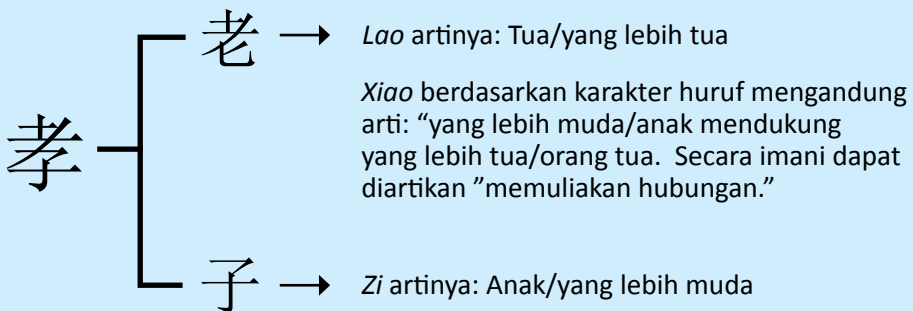 老 → Lao artinya: Tua/yang lebih tua
孝
Xiao berdasarkan karakter huruf mengandung
arti: “yang lebih muda/anak mendukung
yang lebih tua/orang tua. Secara imani dapat
diartikan ”memuliakan hubungan.”
子 → Zi artinya: Anak/yang lebih muda